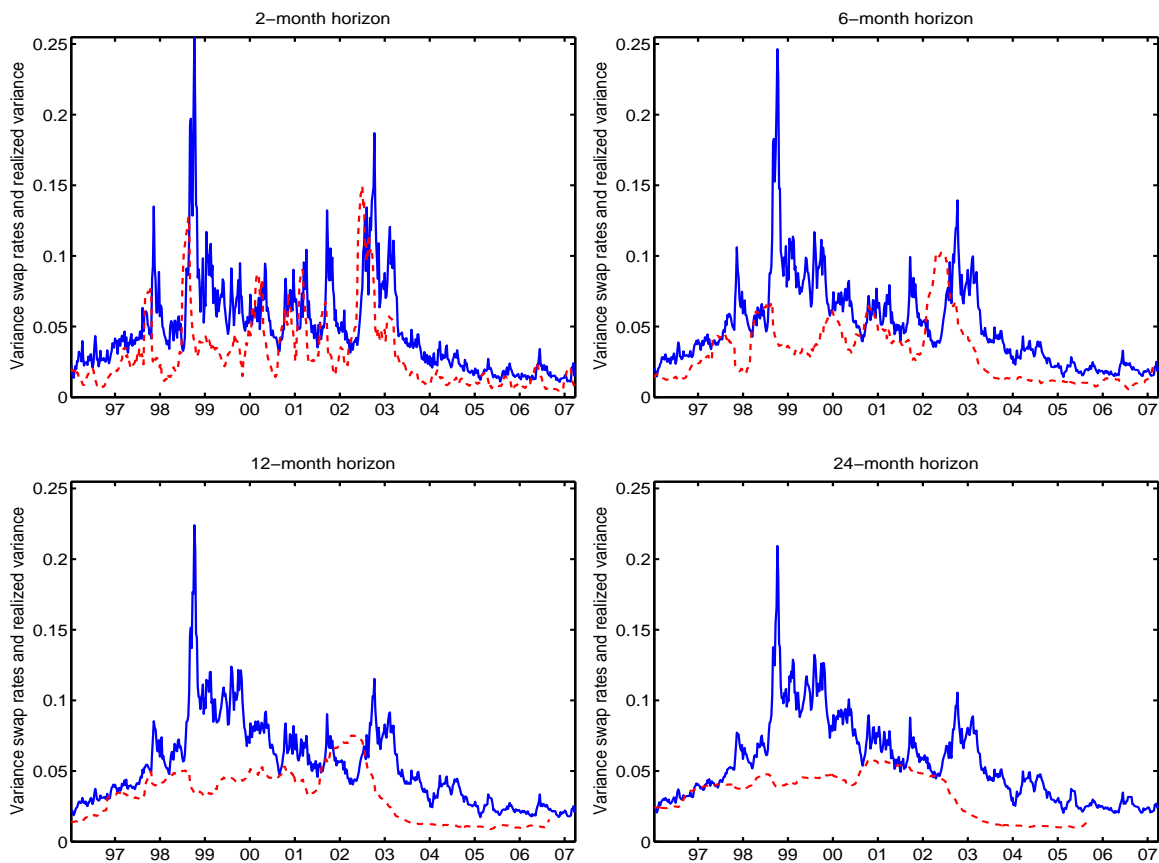 2−month horizon
Variance swap rates and realized variance
0.25
0.2
0.15
0.1
0.05
0
97 98 99 00 01 02 03 04 05 06 07
6−month horizon
Variance swap rates and realized variance
0.25
0.2
0.15
0.1
0.05
0
97 98 99 00 01 02 03 04 05 06 07
12−month horizon
Variance swap rates and realized variance
0.25
0.2
0.15
0.1
0.05
0
97 98 99 00 01 02 03 04 05 06 07
24−month horizon
Variance swap rates and realized variance
0.25
0.2
0.15
0.1
0.05
0
97 98 99 00 01 02 03 04 05 06 07